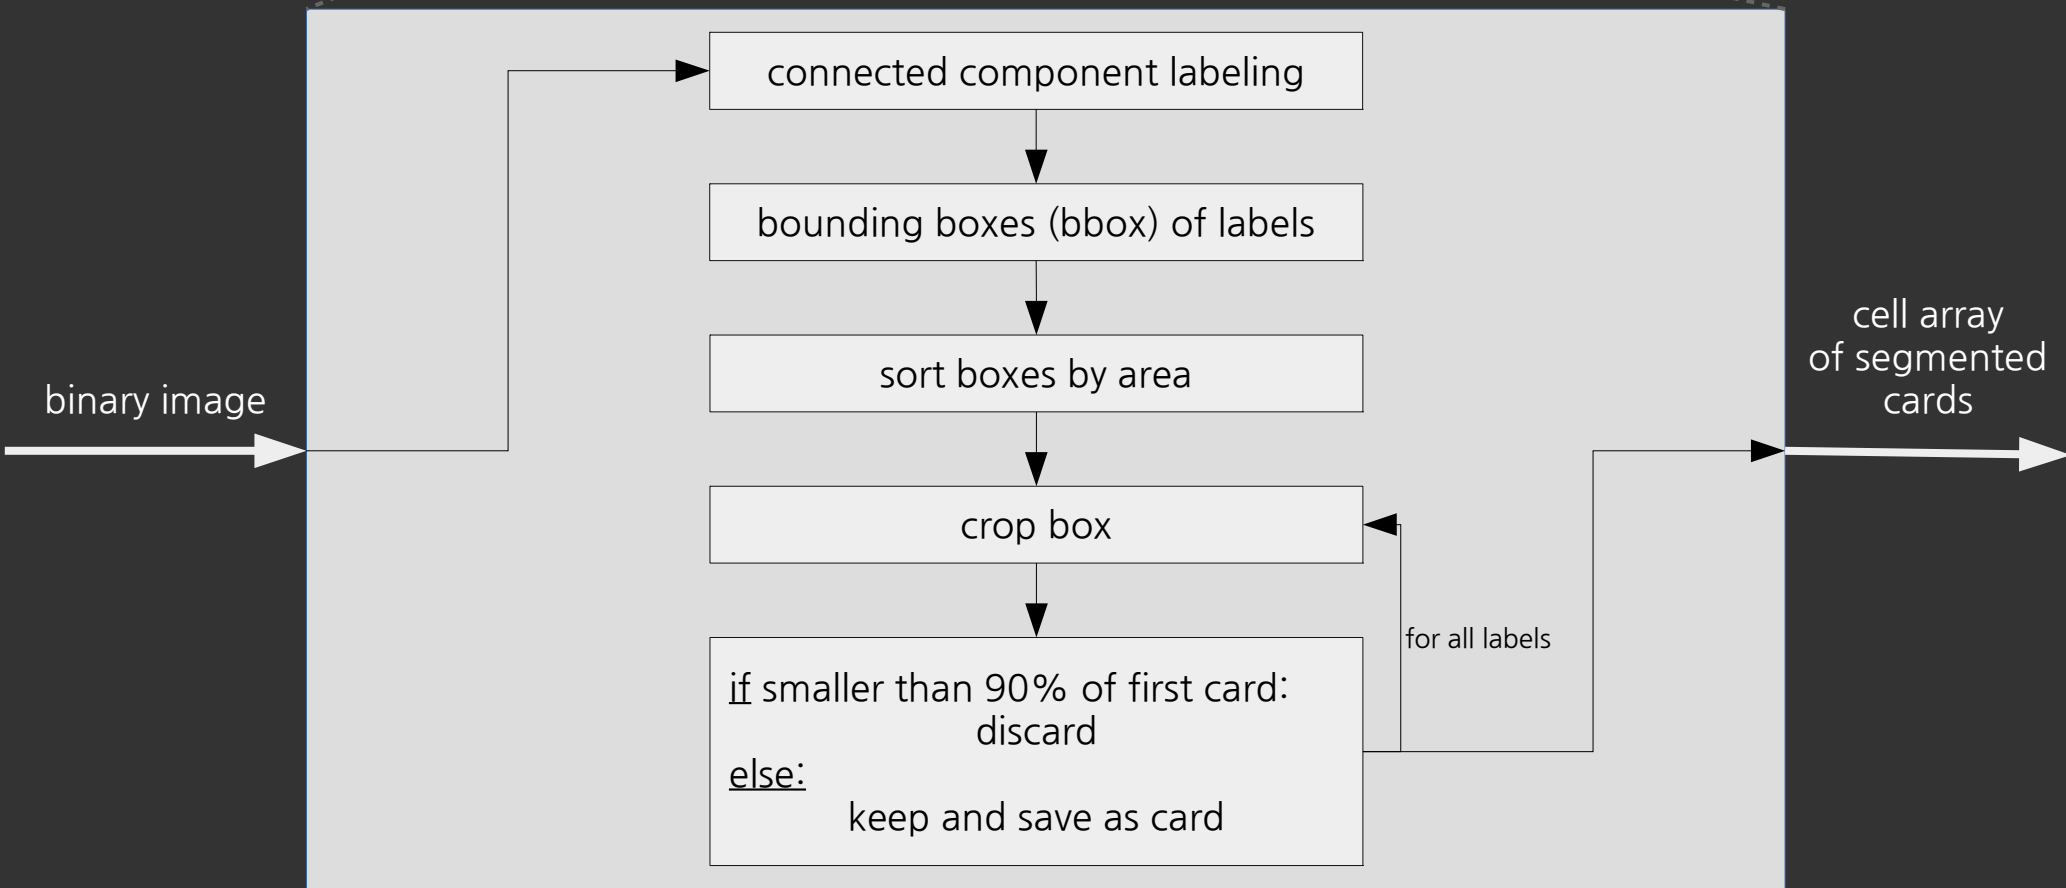 binary image
connected component labeling
bounding boxes (bbox) of labels
sort boxes by area
crop box
for all labels
if smaller than 90% of first card:
discard
else:
keep and save as card
cell array
of segmented
cards